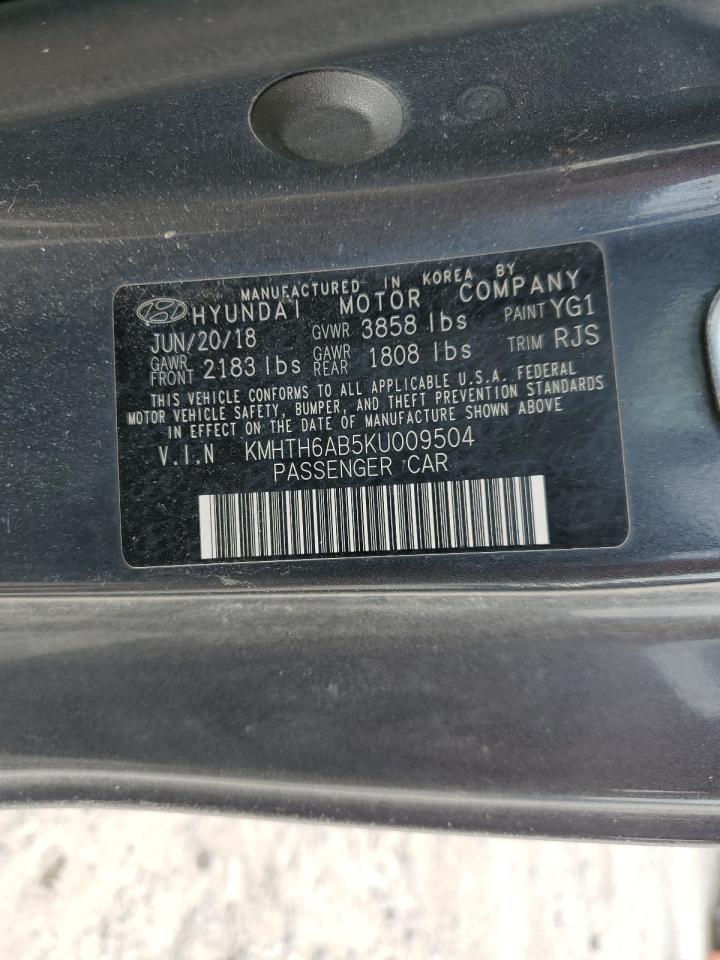 MANUFACTURED IN KOREA BY
HYUNDAI MOTOR COMPANY
JUN/20/18 GVWR 3858 lbs PAINT YG1
GAWR FRONT 2183 lbs GAWR REAR 1808 lbs TRIM RJS
THIS VEHICLE CONFORMS TO ALL APPLICABLE U.S.A. FEDERAL
MOTOR VEHICLE SAFETY, BUMPER, AND THEFT PREVENTION STANDARDS
IN EFFECT ON THE DATE OF MANUFACTURE SHOWN ABOVE
V.I.N KMHTH6AB5KU009504
PASSENGER CAR